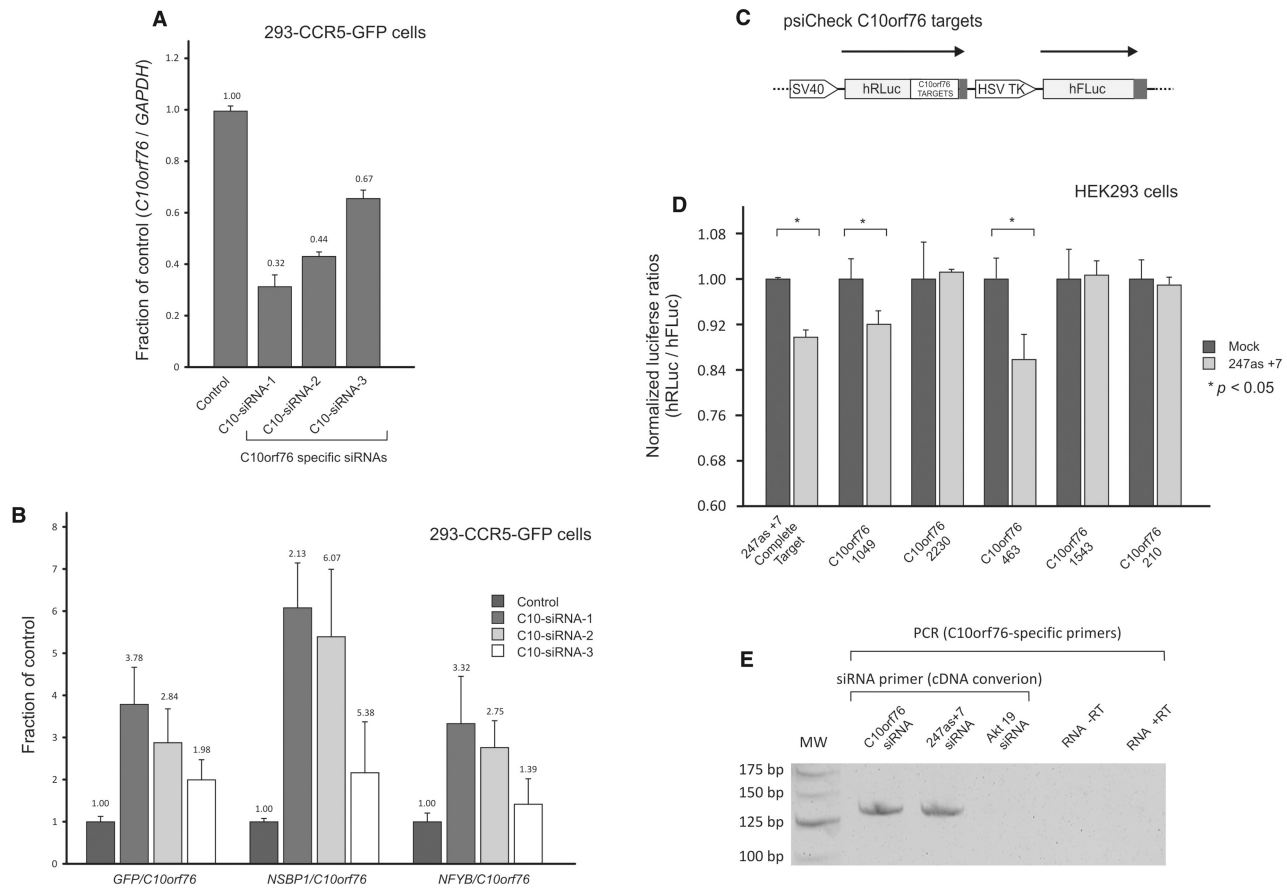 A
293-CCR5-GFP cells
Fraction of control (C10orf76 / GAPDH)
1.2
1.0
0.8
0.6
0.4
0.2
0
1.00
0.32
0.44
0.67
Control
C10-siRNA-1
C10-siRNA-2
C10-siRNA-3
C10orf76 specific siRNAs
B
293-CCR5-GFP cells
Fraction of control
8
7
6
5
4
3
2
1
0
1.00
3.78
2.84
1.98
1.00
2.13
6.07
5.38
1.00
3.32
2.75
1.39
Control
C10-siRNA-1
C10-siRNA-2
C10-siRNA-3
GFP/C10orf76
NSBP1/C10orf76
NFYB/C10orf76
C
psiCheck C10orf76 targets
SV40
hRLuc
C10orf76
TARGETS
HSV TK
hFLuc
D
HEK293 cells
Normalized luciferse ratios
(hRLuc / hFLuc)
1.08
1.00
0.92
0.84
0.76
0.68
0.60
*
*
*
Mock
247as +7
* p < 0.05
247as +7
Complete
Target
C10orf76
1049
C10orf76
2230
C10orf76
463
C10orf76
1543
C10orf76
210
E
PCR (C10orf76-specific primers)
siRNA primer (cDNA converion)
MW
C10orf76
siRNA
247as+7
siRNA
Akt 19
siRNA
RNA -RT
RNA +RT
175 bp
150 bp
125 bp
100 bp